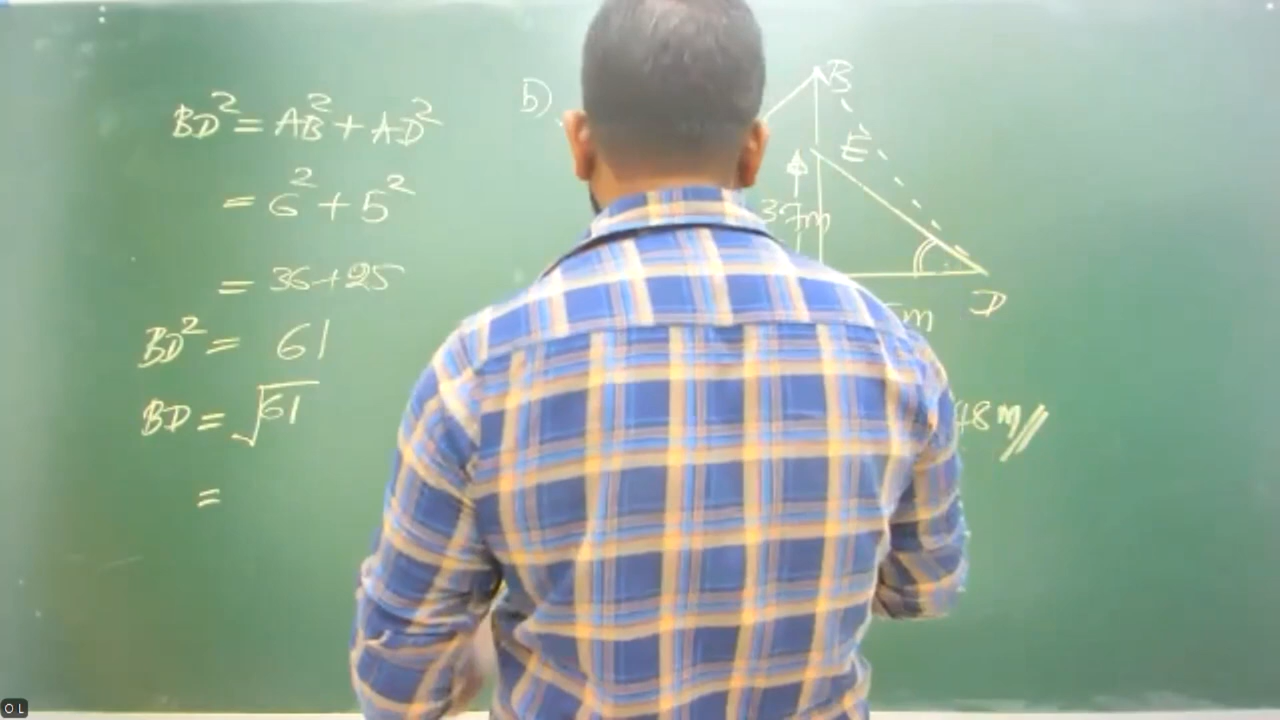 BD² = AB² + AD²
= 6² + 5²
= 36+25
BD² = 61
BD = √61
=
b)
B
E
37m
m
D
48m//
O L